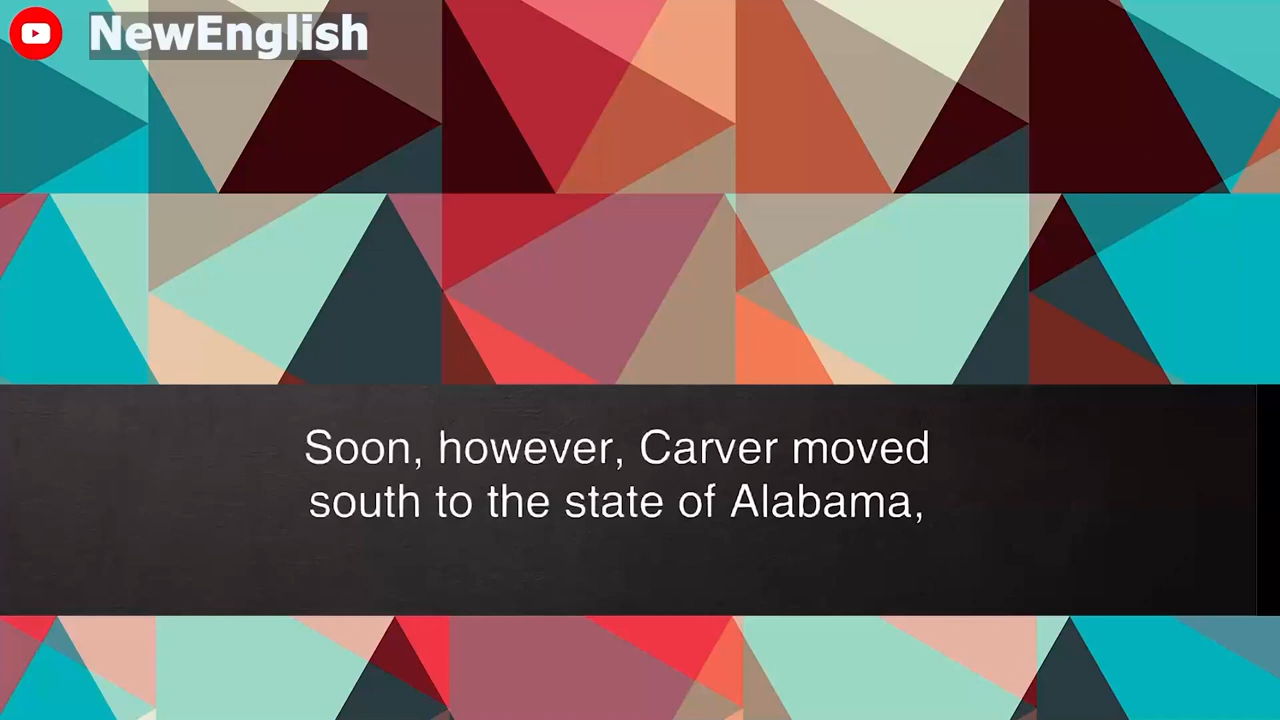 NewEnglish
Soon, however, Carver moved
south to the state of Alabama,